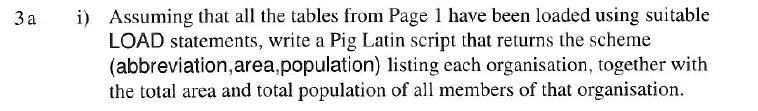 3 a i) Assuming that all the tables from Page 1 have been loaded using suitable
LOAD statements, write a Pig Latin script that returns the scheme
(abbreviation,area,population) listing each organisation, together with
the total area and total population of all members of that organisation.